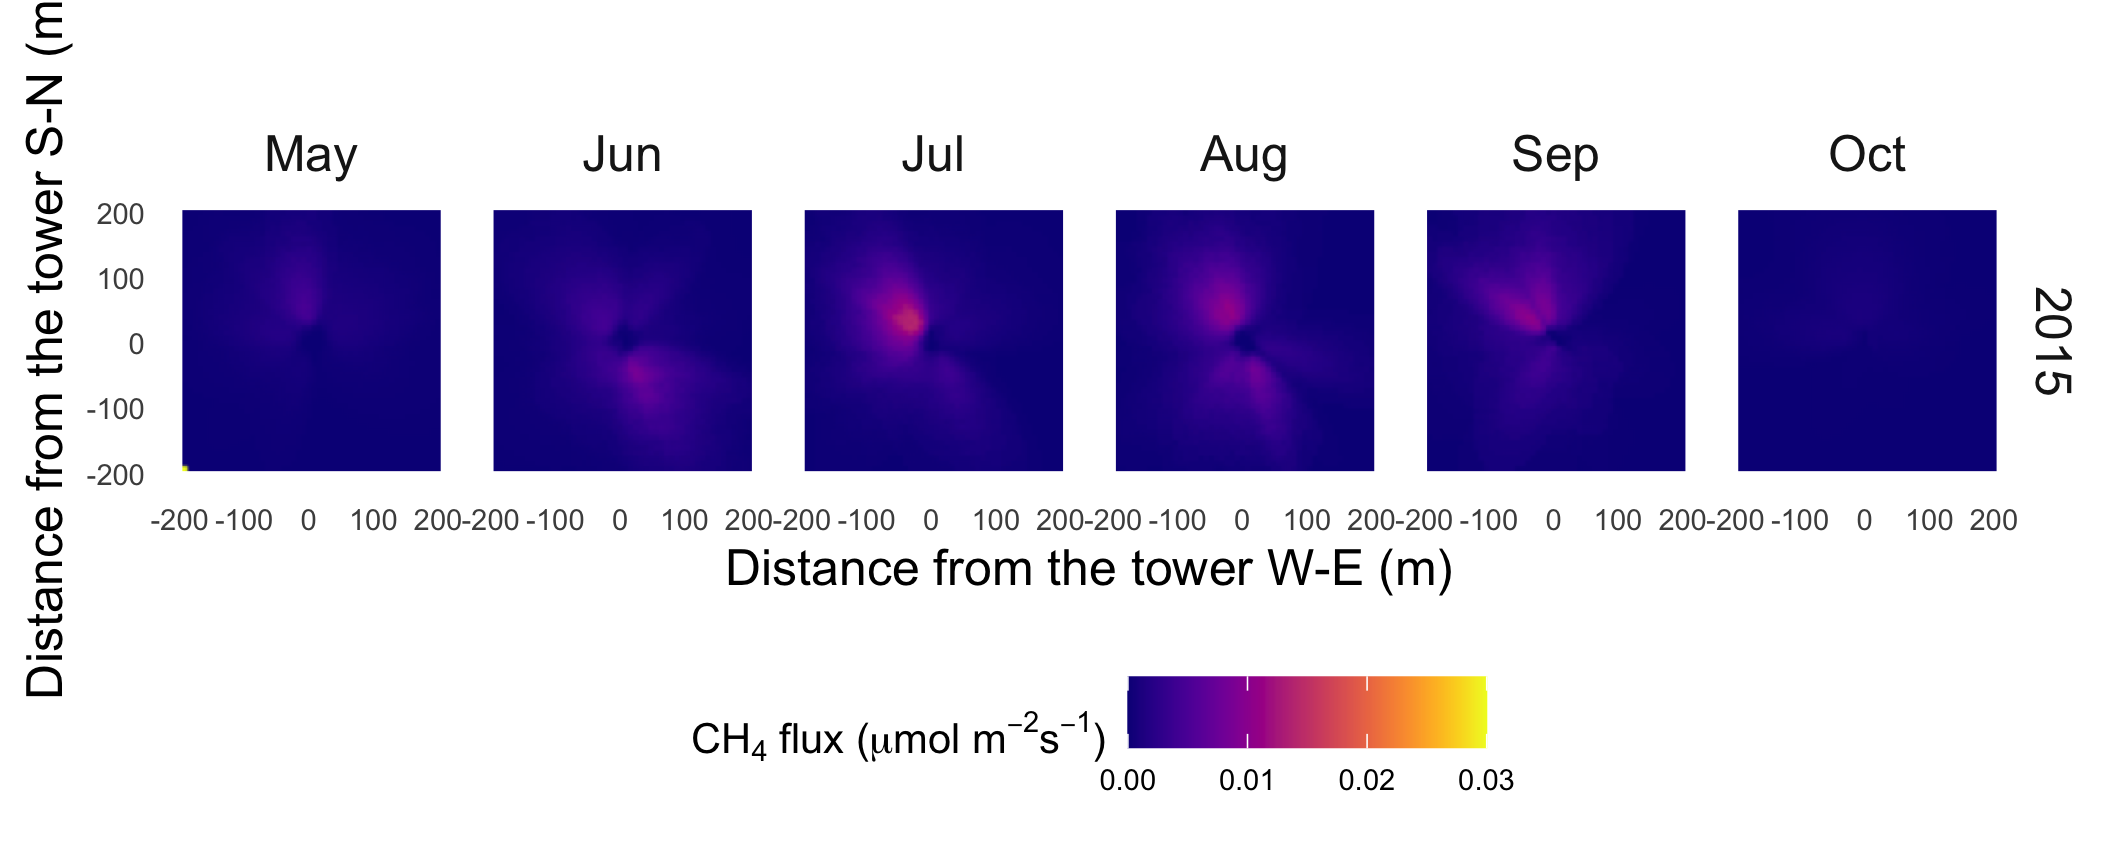 Distance from the tower S-N (m
May Jun Jul Aug Sep Oct
200
100
0
-100
-200
2015
-200 -100 0 100 200 -200 -100 0 100 200 -200 -100 0 100 200 -200 -100 0 100 200 -200 -100 0 100 200 -200 -100 0 100 200
Distance from the tower W-E (m)
CH₄ flux (μmol m⁻²s⁻¹)
0.00 0.01 0.02 0.03